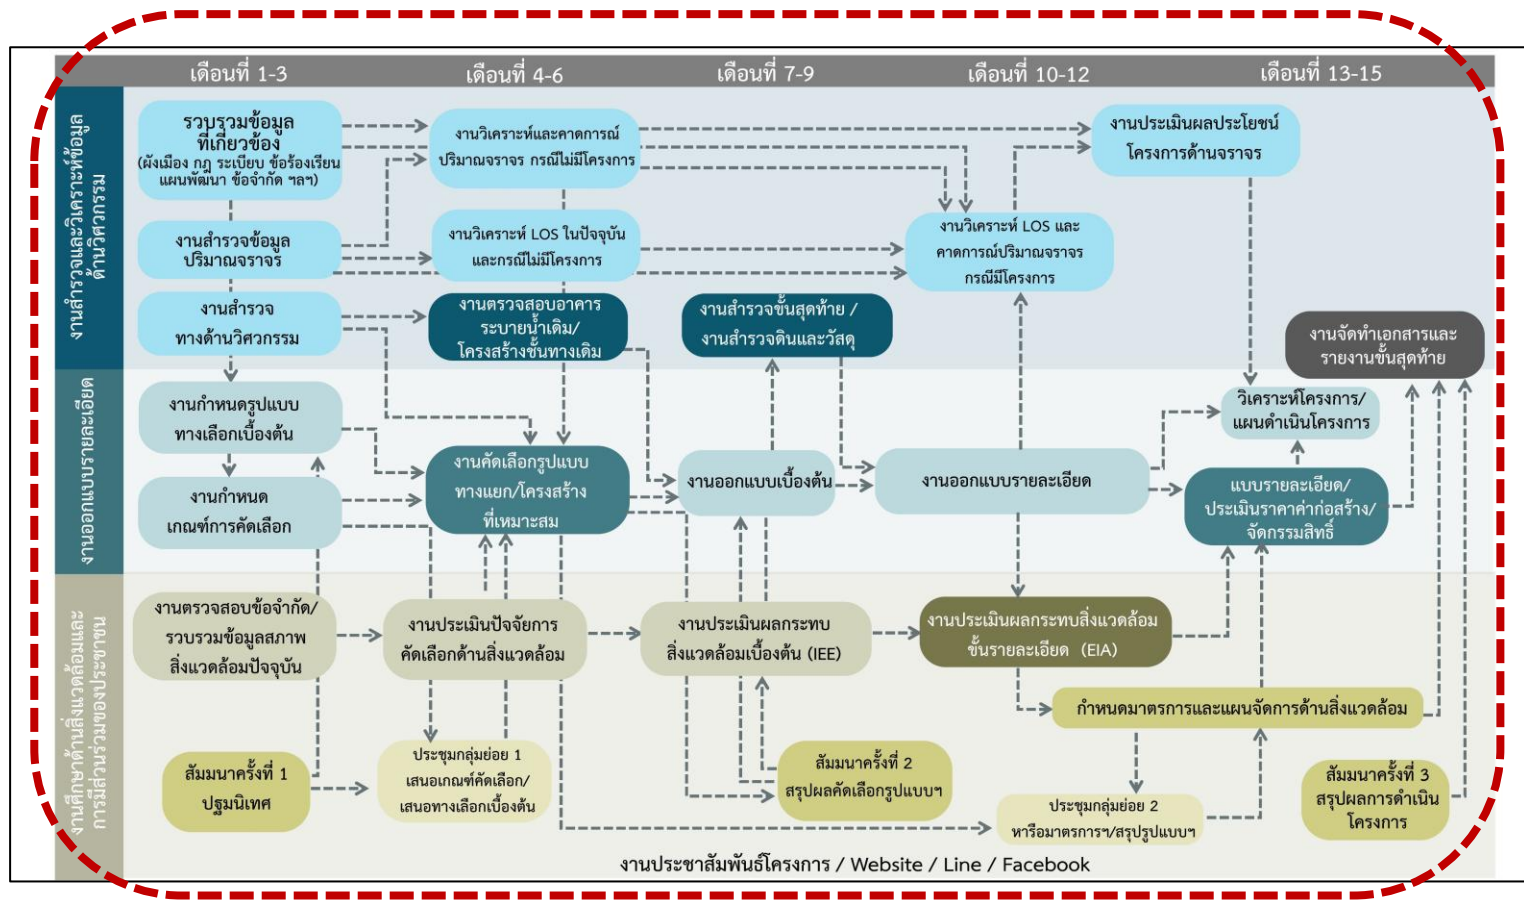 เดือนที่ 1-3
เดือนที่ 4-6
เดือนที่ 7-9
เดือนที่ 10-12
เดือนที่ 13-15
งานสำรวจและวิเคราะห์ข้อมูล
ด้านวิศวกรรม
รวบรวมข้อมูล
ที่เกี่ยวข้อง
(ผังเมือง กฎ ระเบียบ ข้อร้องเรียน
แผนพัฒนา ข้อจำกัด ฯลฯ)
งานวิเคราะห์และคาดการณ์
ปริมาณจราจร กรณีไม่มีโครงการ
งานประเมินผลประโยชน์
โครงการด้านจราจร
งานสำรวจข้อมูล
ปริมาณจราจร
งานวิเคราะห์ LOS ในปัจจุบัน
และกรณีไม่มีโครงการ
งานวิเคราะห์ LOS และ
คาดการณ์ปริมาณจราจร
กรณีมีโครงการ
งานสำรวจ
ทางด้านวิศวกรรม
งานตรวจสอบอาคาร
ระบายน้ำเดิม/
โครงสร้างชั้นทางเดิม
งานสำรวจขั้นสุดท้าย /
งานสำรวจดินและวัสดุ
งานจัดทำเอกสารและ
รายงานขั้นสุดท้าย
งานออกแบบรายละเอียด
งานกำหนดรูปแบบ
ทางเลือกเบื้องต้น
วิเคราะห์โครงการ/
แผนดำเนินโครงการ
งานกำหนด
เกณฑ์การคัดเลือก
งานคัดเลือกรูปแบบ
ทางแยก/โครงสร้าง
ที่เหมาะสม
งานออกแบบเบื้องต้น
งานออกแบบรายละเอียด
แบบรายละเอียด/
ประเมินราคาค่าก่อสร้าง/
จัดกรรมสิทธิ์
งานศึกษาด้านสิ่งแวดล้อมและ
การมีส่วนร่วมของประชาชน
งานตรวจสอบข้อจำกัด/
รวบรวมข้อมูลสภาพ
สิ่งแวดล้อมปัจจุบัน
งานประเมินปัจจัยการ
คัดเลือกด้านสิ่งแวดล้อม
งานประเมินผลกระทบ
สิ่งแวดล้อมเบื้องต้น (IEE)
งานประเมินผลกระทบสิ่งแวดล้อม
ขั้นรายละเอียด (EIA)
กำหนดมาตรการและแผนจัดการด้านสิ่งแวดล้อม
สัมมนาครั้งที่ 1
ปฐมนิเทศ
ประชุมกลุ่มย่อย 1
เสนอเกณฑ์คัดเลือก/
เสนอทางเลือกเบื้องต้น
สัมมนาครั้งที่ 2
สรุปผลคัดเลือกรูปแบบฯ
ประชุมกลุ่มย่อย 2
หารือมาตรการฯ/สรุปรูปแบบฯ
สัมมนาครั้งที่ 3
สรุปผลการดำเนิน
โครงการ
งานประชาสัมพันธ์โครงการ / Website / Line / Facebook